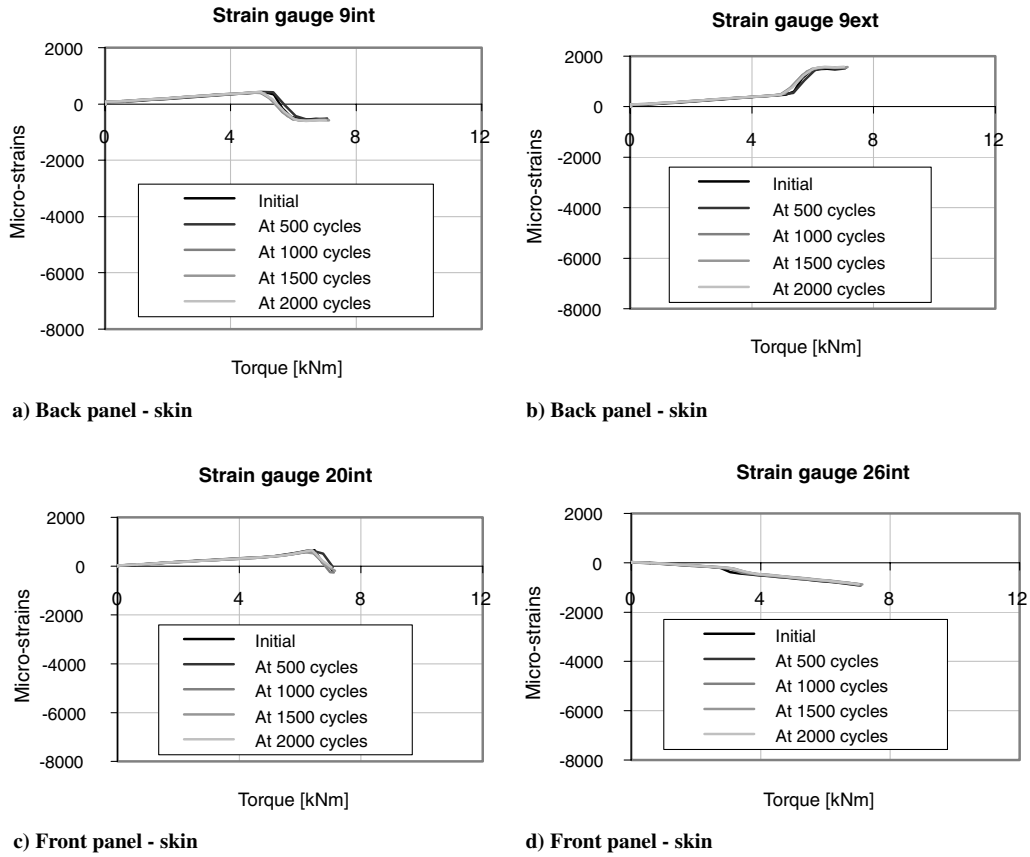 Strain gauge 9int
2000
0
-2000
-4000
-6000
-8000
0 4 8 12
Micro-strains
Initial
At 500 cycles
At 1000 cycles
At 1500 cycles
At 2000 cycles
Torque [kNm]
a) Back panel - skin
Strain gauge 9ext
2000
0
-2000
-4000
-6000
-8000
0 4 8 12
Micro-strains
Initial
At 500 cycles
At 1000 cycles
At 1500 cycles
At 2000 cycles
Torque [kNm]
b) Back panel - skin
Strain gauge 20int
2000
0
-2000
-4000
-6000
-8000
0 4 8 12
Micro-strains
Initial
At 500 cycles
At 1000 cycles
At 1500 cycles
At 2000 cycles
Torque [kNm]
c) Front panel - skin
Strain gauge 26int
2000
0
-2000
-4000
-6000
-8000
0 4 8 12
Micro-strains
Initial
At 500 cycles
At 1000 cycles
At 1500 cycles
At 2000 cycles
Torque [kNm]
d) Front panel - skin